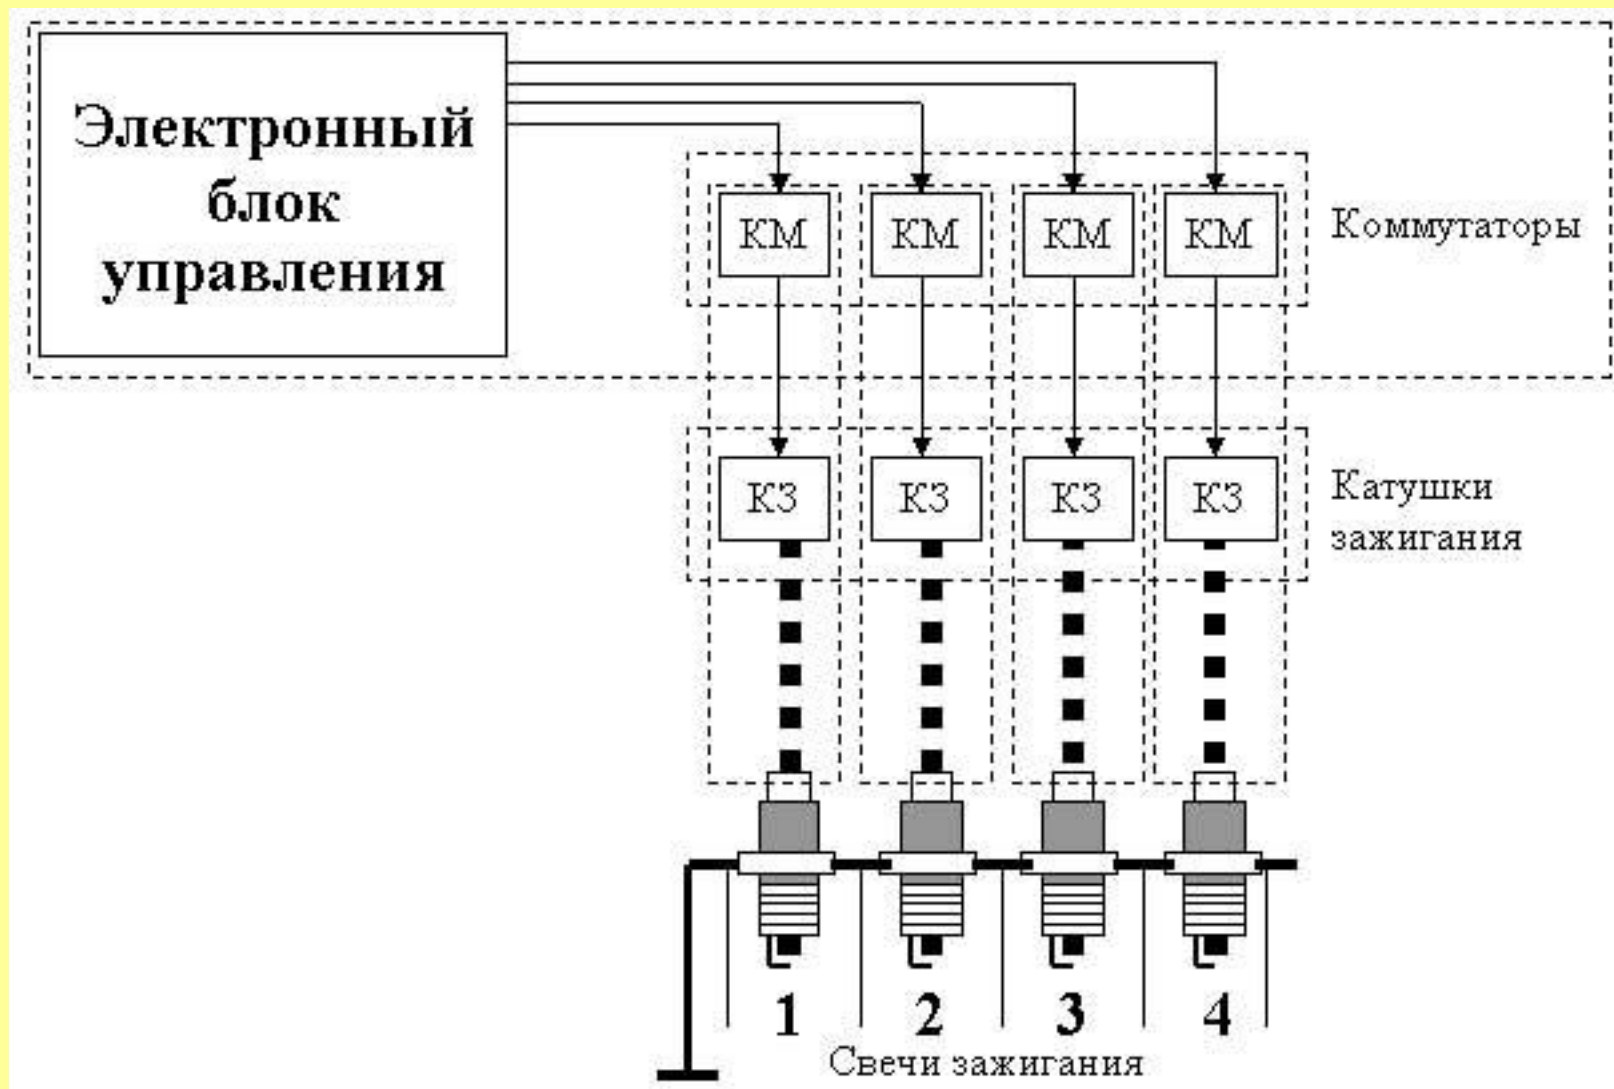 Электронный
блок
управления
КМ КМ КМ КМ
Коммутаторы
КЗ КЗ КЗ КЗ
Катушки
зажигания
1 2 3 4
Свечи зажигания